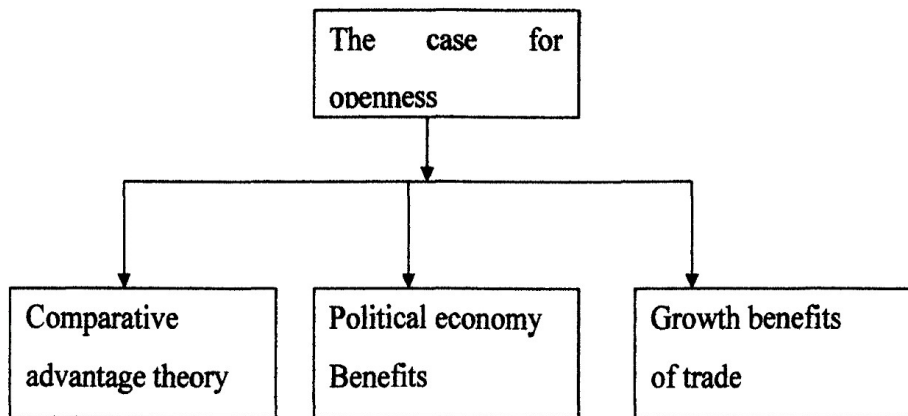 The case for
openness
Comparative
advantage theory
Political economy
Benefits
Growth benefits
of trade